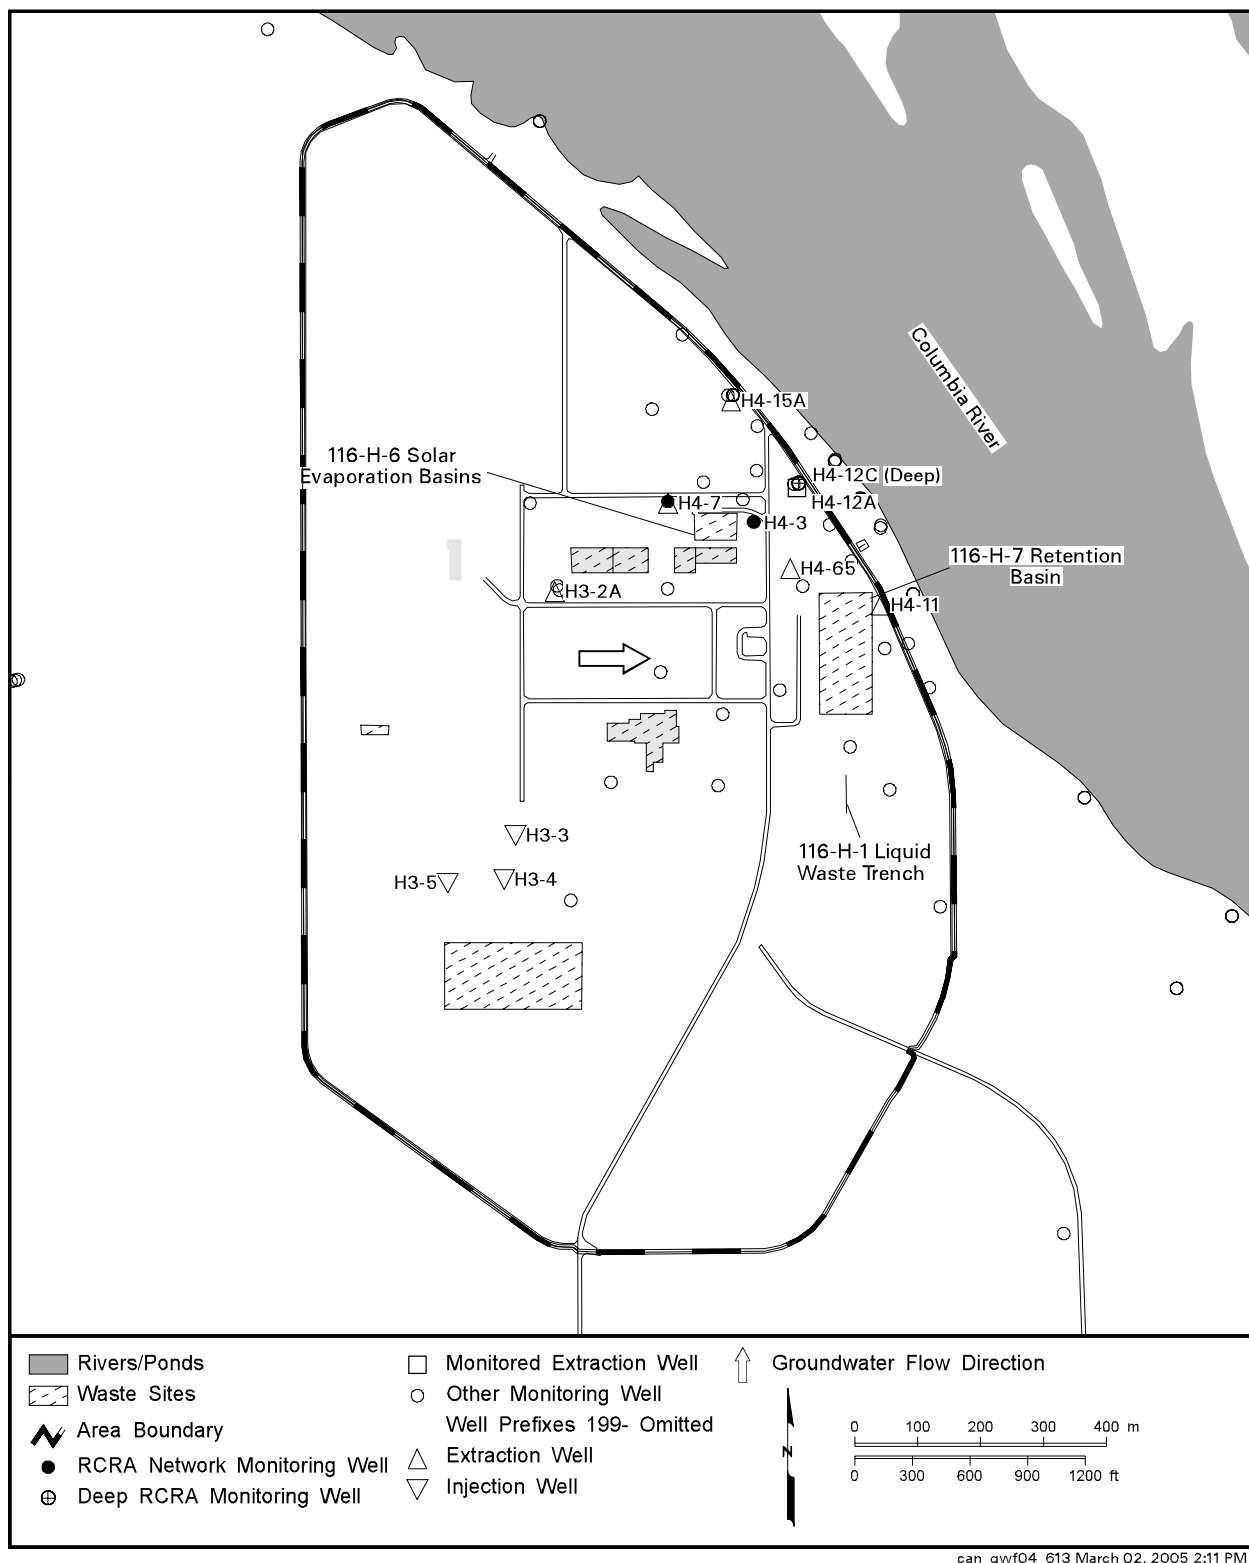 Columbia River
H4-15A
116-H-6 Solar
Evaporation Basins
H4-12C (Deep)
H4-7
H4-12A
H4-3
116-H-7 Retention
Basin
H4-65
H3-2A
H4-11
H3-3
116-H-1 Liquid
Waste Trench
H3-5
H3-4
Rivers/Ponds
Waste Sites
Area Boundary
RCRA Network Monitoring Well
Deep RCRA Monitoring Well
Monitored Extraction Well
Other Monitoring Well
Well Prefixes 199- Omitted
Extraction Well
Injection Well
Groundwater Flow Direction
N
0 100 200 300 400 m
0 300 600 900 1200 ft
can_gwf04_613 March 02, 2005 2:11 PM